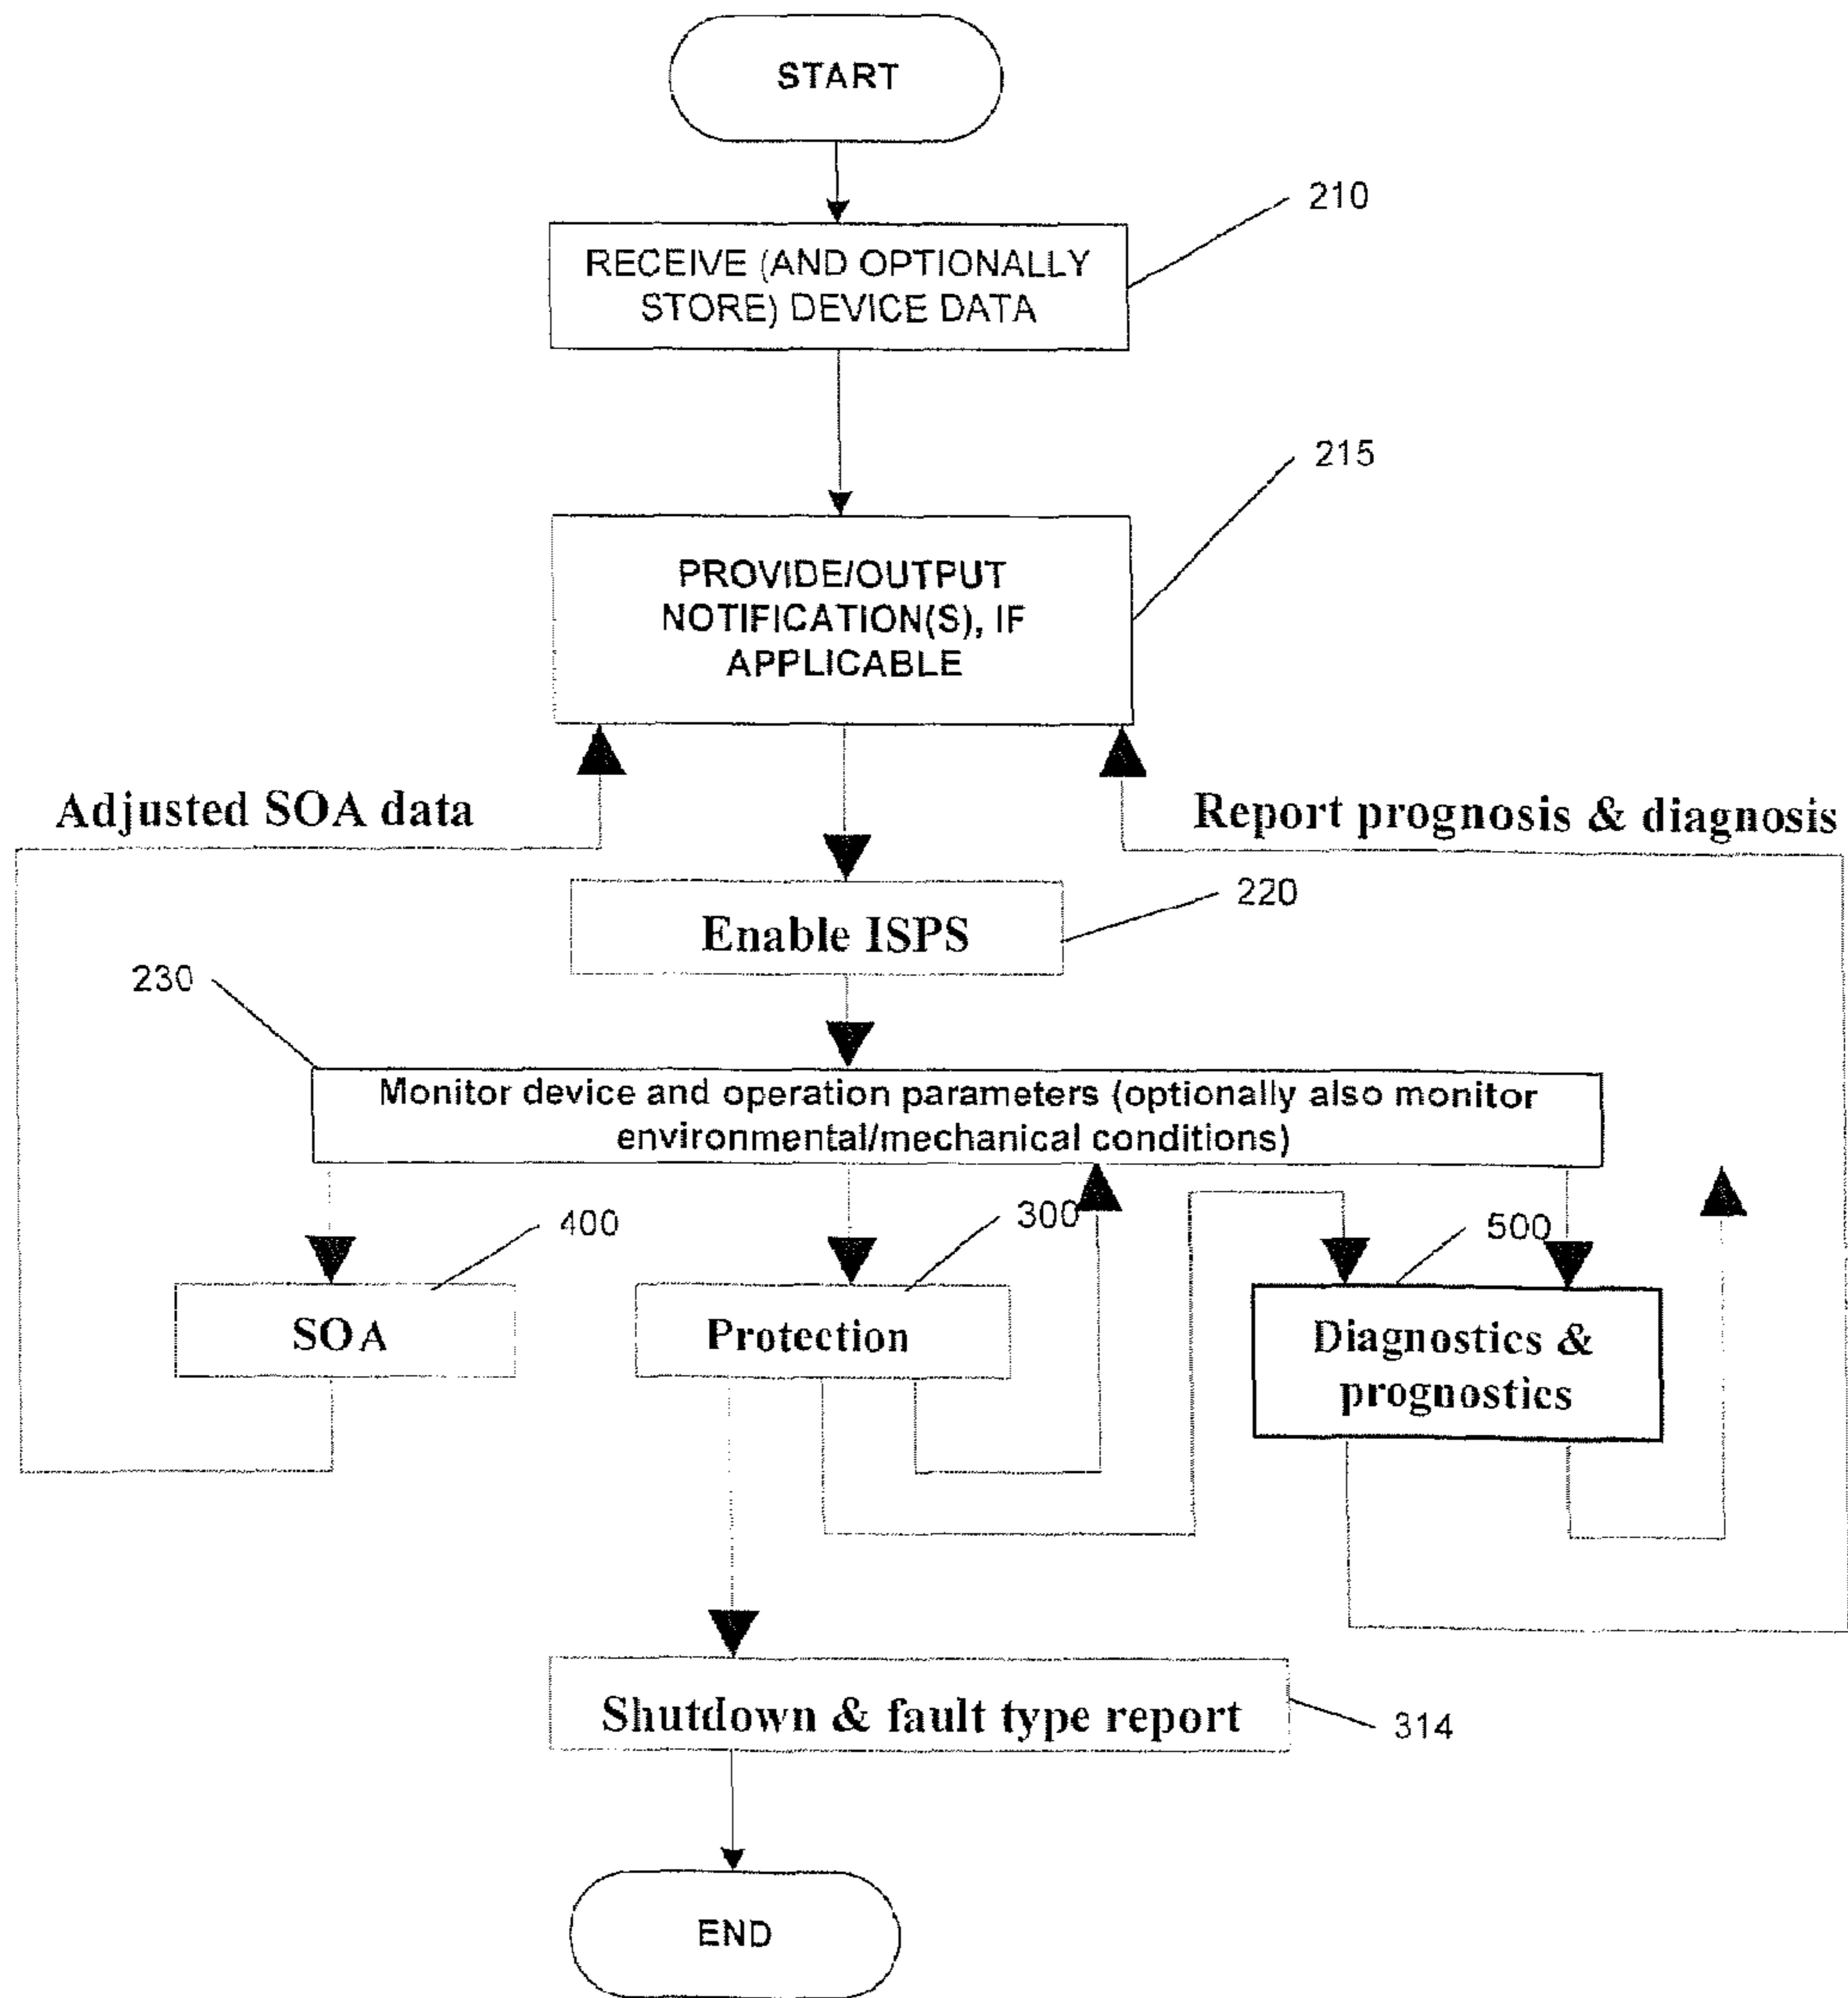 START
210
RECEIVE (AND OPTIONALLY
STORE) DEVICE DATA
215
PROVIDE/OUTPUT
NOTIFICATION(S), IF
APPLICABLE
Adjusted SOA data
Report prognosis & diagnosis
220
Enable ISPS
230
Monitor device and operation parameters (optionally also monitor
environmental/mechanical conditions)
400
300
500
SOA
Protection
Diagnostics &
prognostics
Shutdown & fault type report
314
END